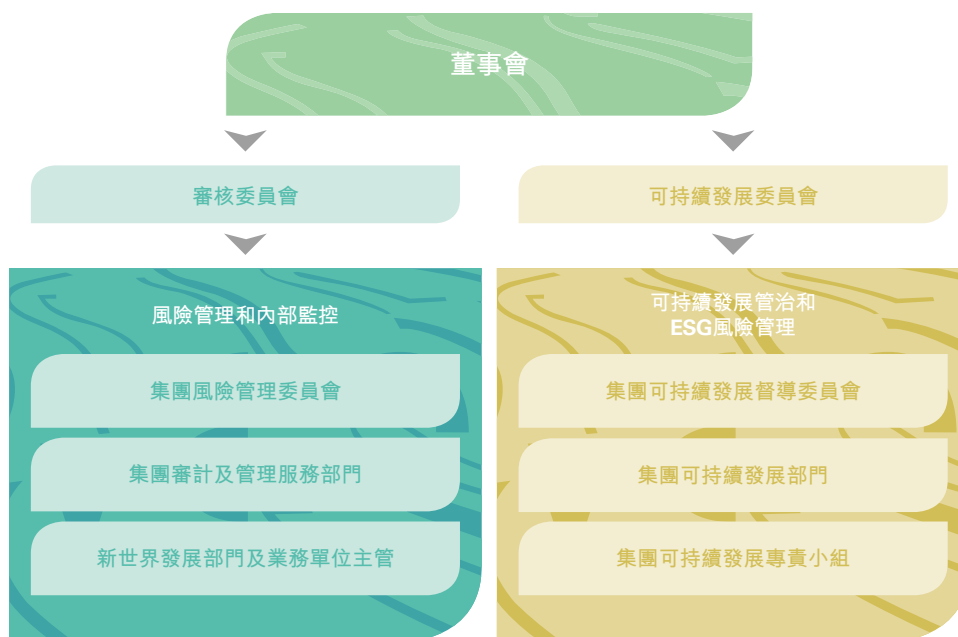 董事會
審核委員會
可持續發展委員會
風險管理和內部監控
集團風險管理委員會
集團審計及管理服務部門
新世界發展部門及業務單位主管
可持續發展管治和
ESG風險管理
集團可持續發展督導委員會
集團可持續發展部門
集團可持續發展專責小組